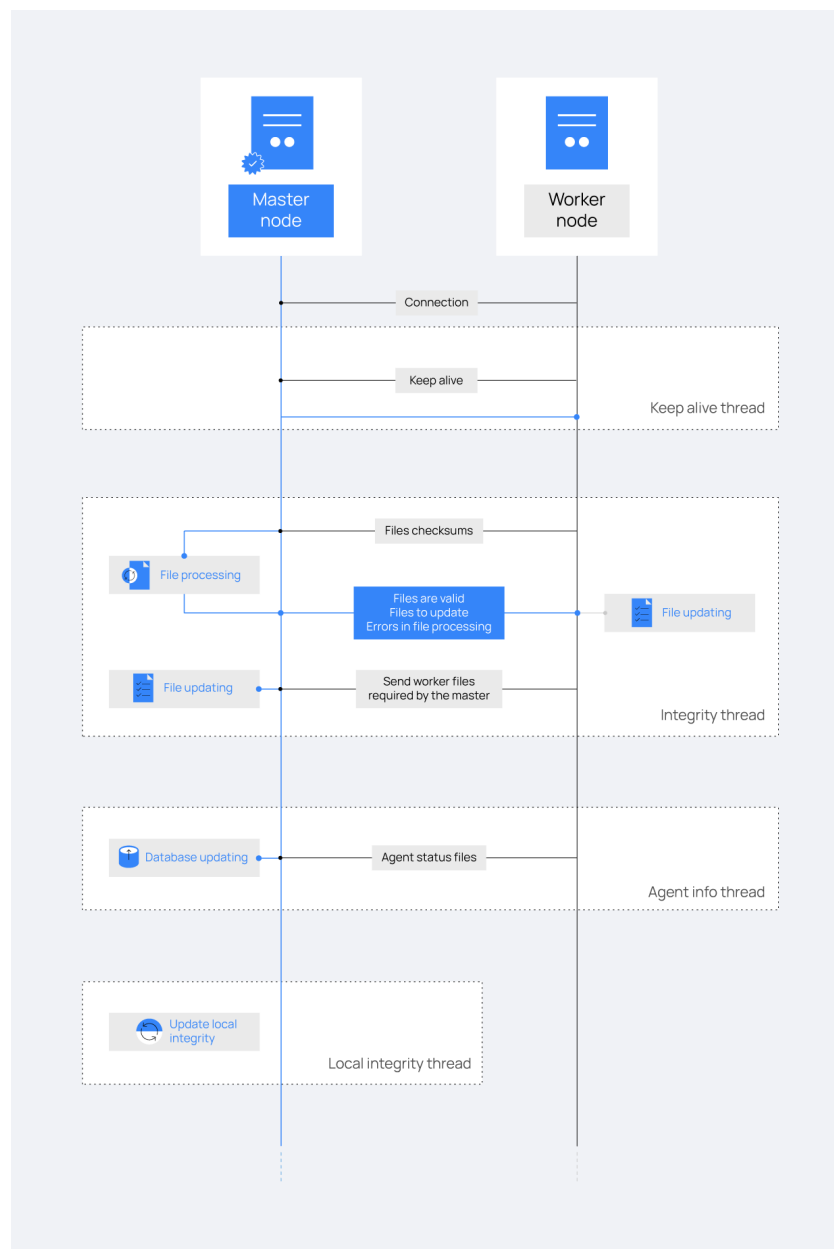 Master
node
Worker
node
Connection
Keep alive
Keep alive thread
Files checksums
File processing
Files are valid
Files to update
Errors in file processing
File updating
File updating
Send worker files
required by the master
Integrity thread
Database updating
Agent status files
Agent info thread
Update local
integrity
Local integrity thread